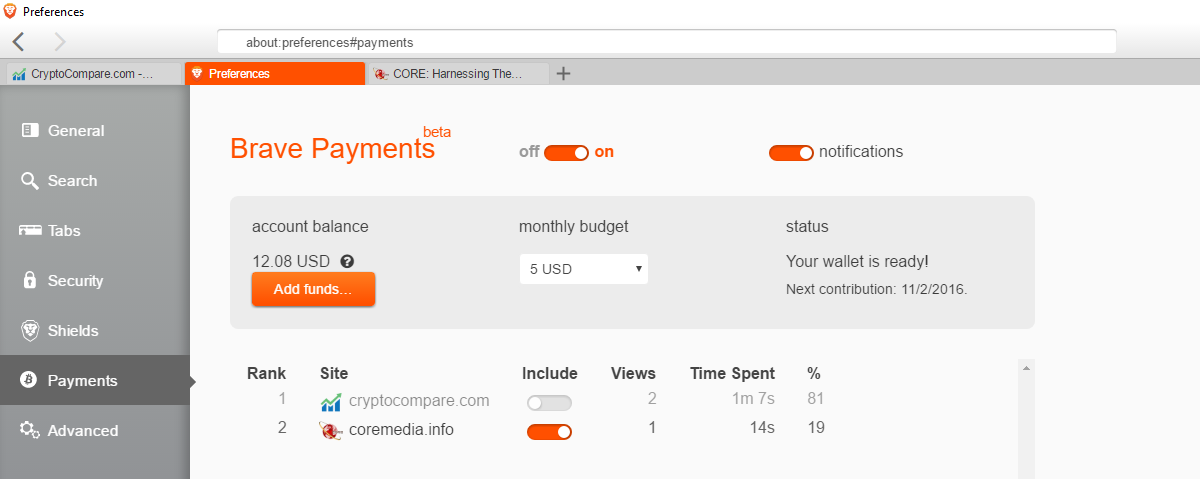 Preferences
about:preferences#payments
CryptoCompare.com -...
Preferences
CORE: Harnessing The...
General
Search
Tabs
Security
Shields
Payments
Advanced
Brave Payments beta
off on
notifications
account balance
monthly budget
status
12.08 USD
5 USD
Your wallet is ready!
Add funds...
Next contribution: 11/2/2016.
Rank Site Include Views Time Spent %
1 cryptocompare.com 2 1m 7s 81
2 coremedia.info 1 14s 19